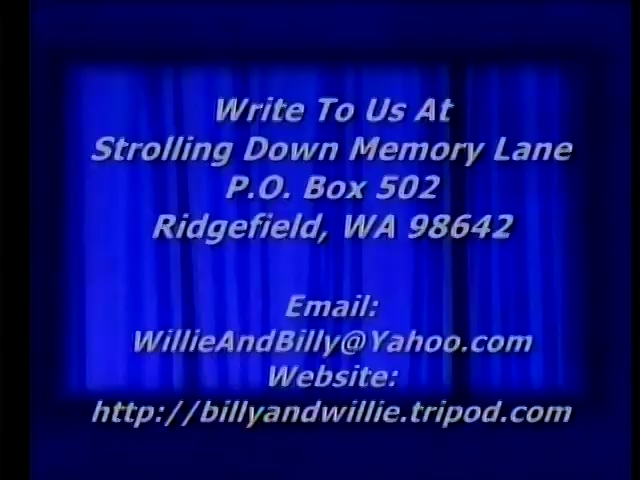 Write To Us At
Strolling Down Memory Lane
P.O. Box 502
Ridgefield, WA 98642
Email:
WillieAndBilly@Yahoo.com
Website:
http://billyandwillie.tripod.com